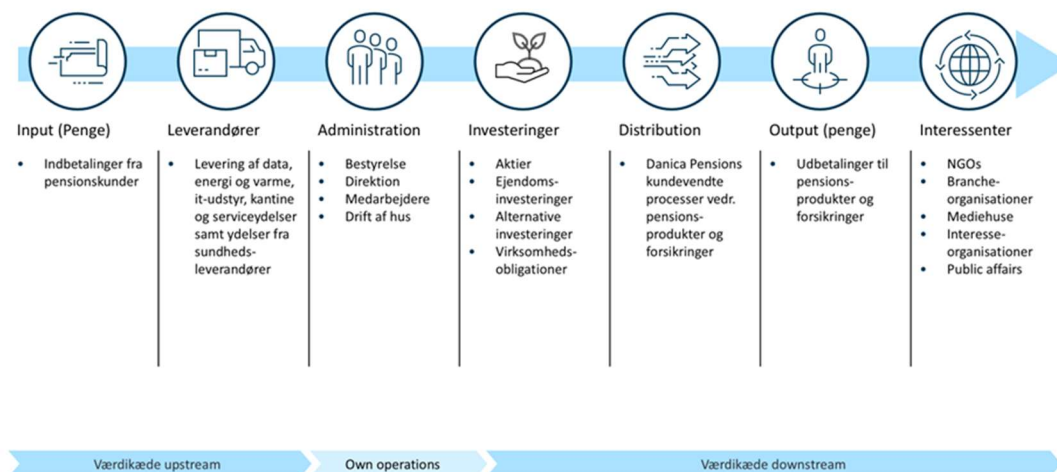 Input (Penge)
• Indbetalinger fra
pensionskunder
Leverandører
• Levering af data,
energi og varme,
it-udstyr, kantine
og serviceydelser
samt ydelser fra
sundheds-
leverandører
Administration
• Bestyrelse
• Direktion
• Medarbejdere
• Drift af hus
Investeringer
• Aktier
• Ejendoms-
investeringer
• Alternative
investeringer
• Virksomheds-
obligationer
Distribution
• Danica Pensions
kundevendte
processer vedr.
pensions-
produkter og
forsikringer
Output (penge)
• Udbetalinger til
pensions-
produkter og
forsikringer
Interessenter
• NGOs
• Branche-
organisationer
• Mediehuse
• Interesse-
organisationer
• Public affairs
Værdikæde upstream
Own operations
Værdikæde downstream